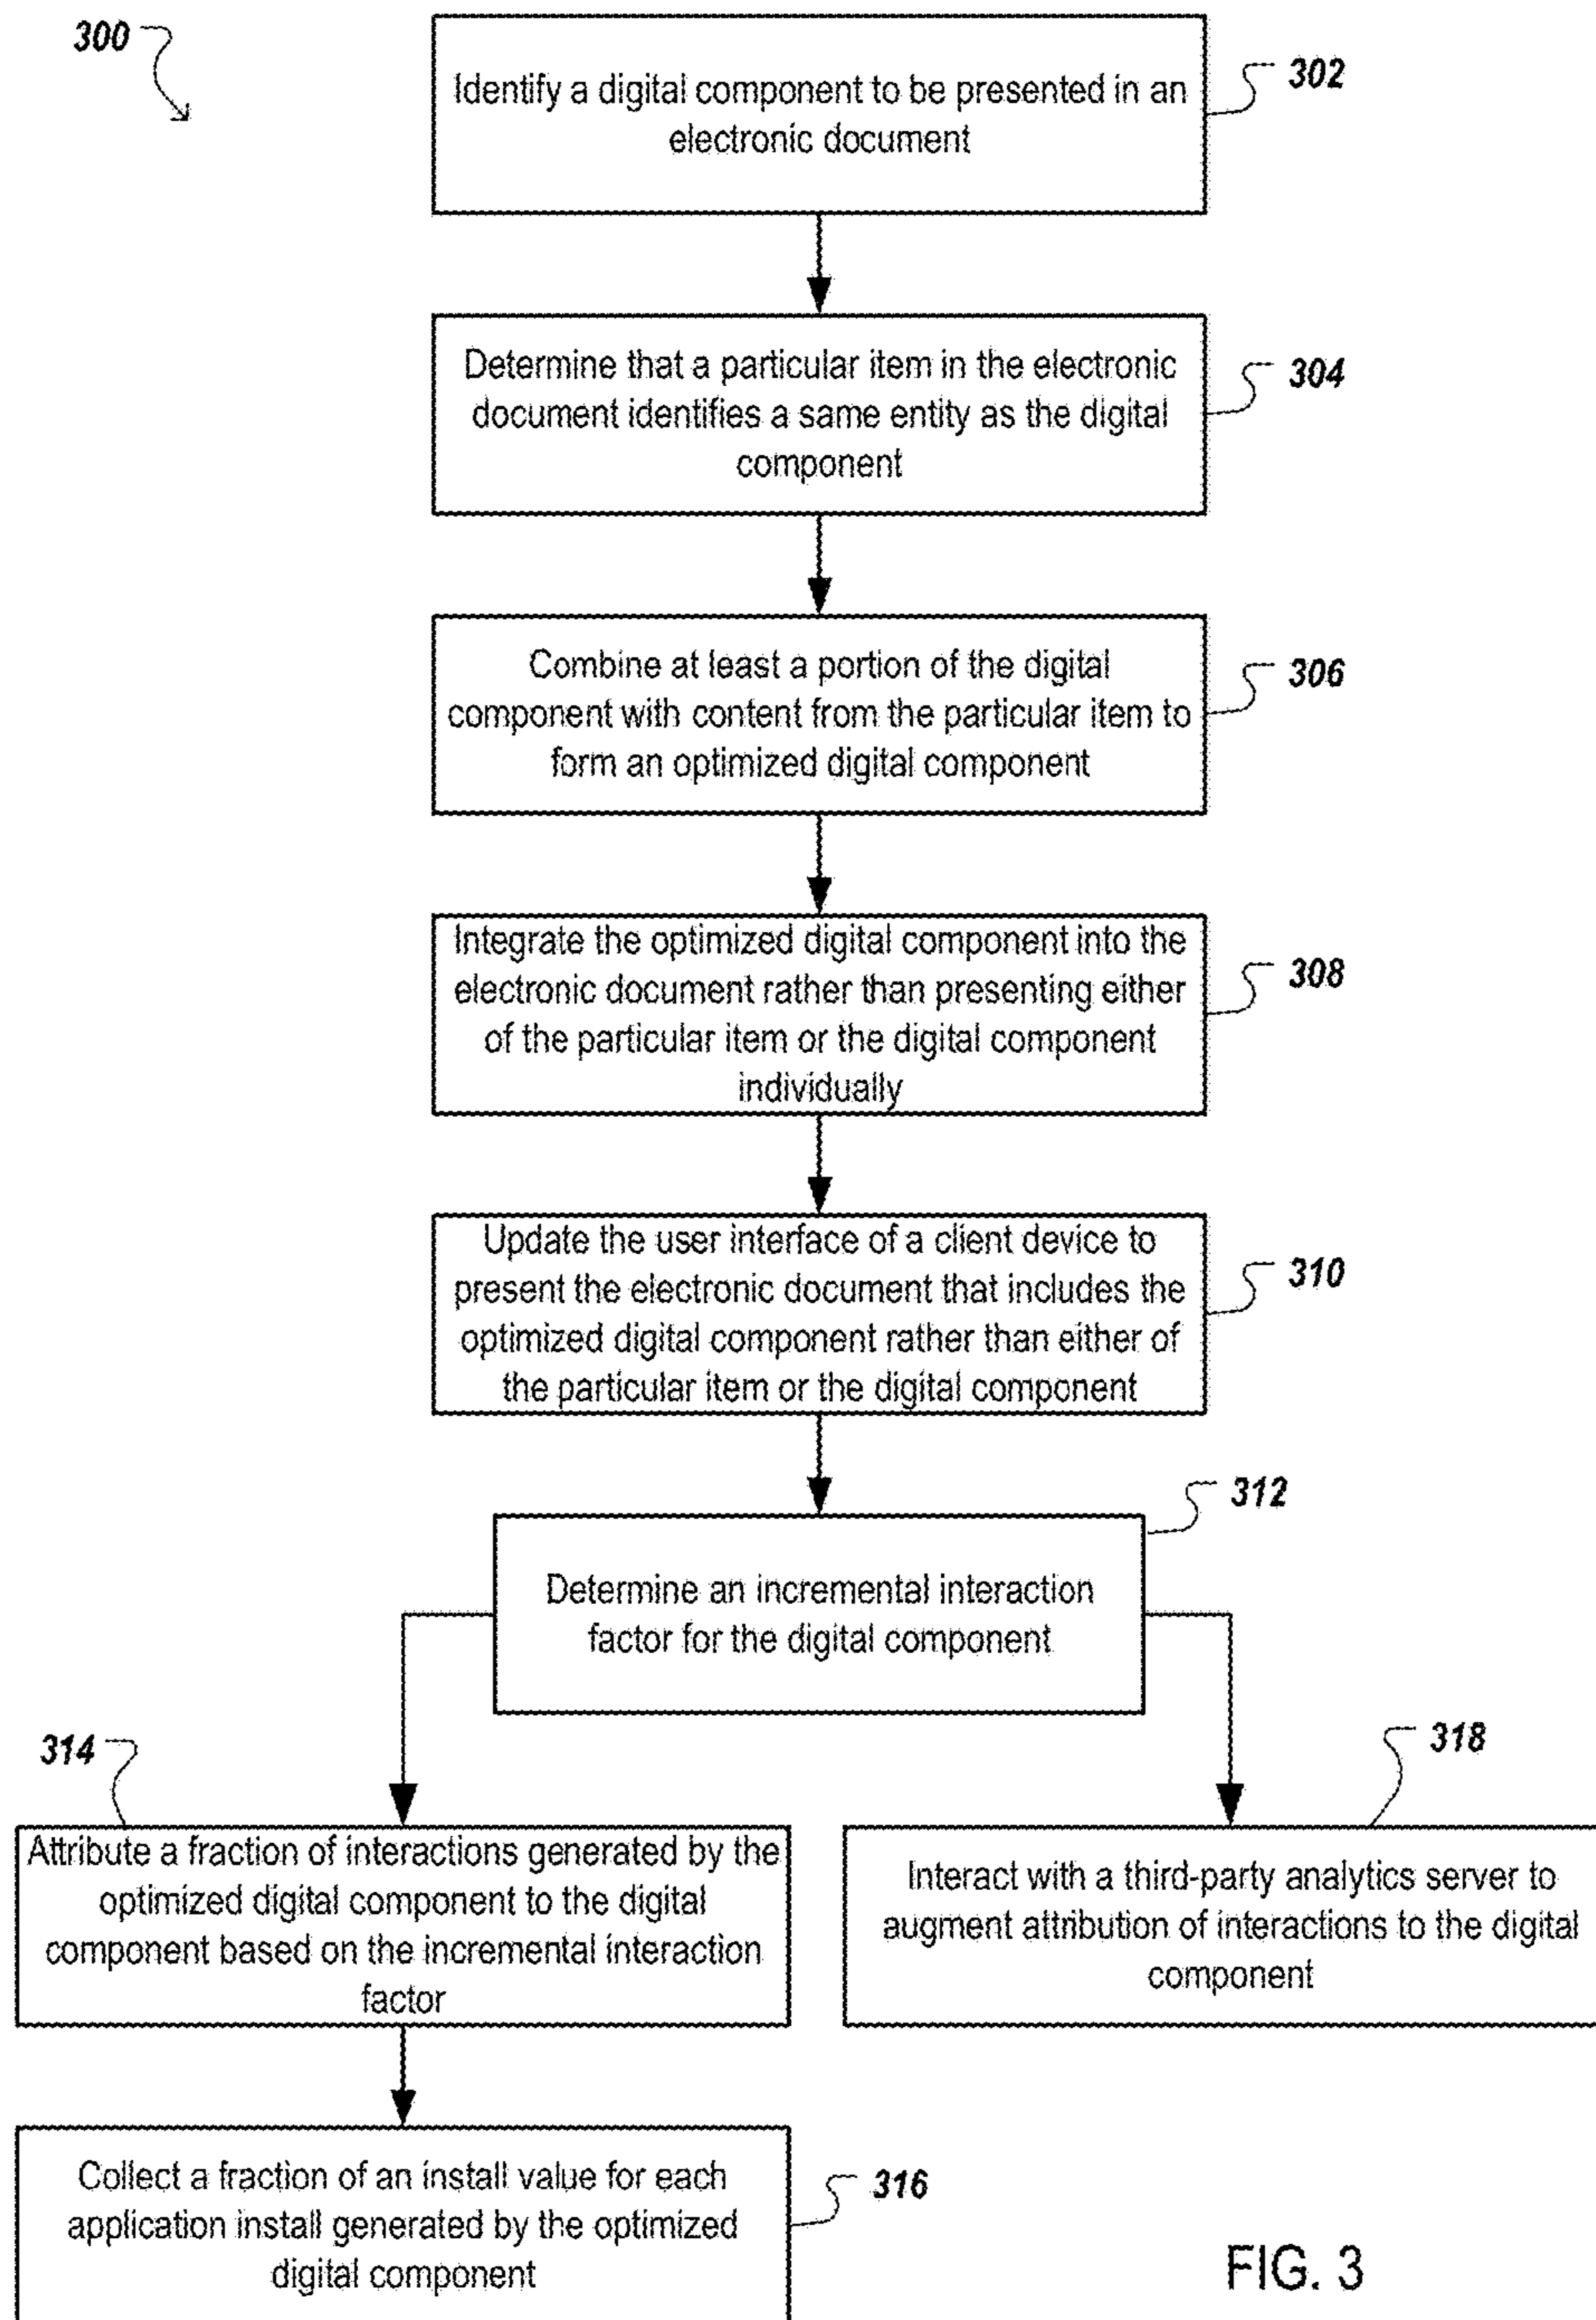 300
Identify a digital component to be presented in an
electronic document
302
Determine that a particular item in the electronic
document identifies a same entity as the digital
component
304
Combine at least a portion of the digital
component with content from the particular item to
form an optimized digital component
306
Integrate the optimized digital component into the
electronic document rather than presenting either
of the particular item or the digital component
individually
308
Update the user interface of a client device to
present the electronic document that includes the
optimized digital component rather than either of
the particular item or the digital component
310
312
Determine an incremental interaction
factor for the digital component
314
Attribute a fraction of interactions generated by the
optimized digital component to the digital
component based on the incremental interaction
factor
318
Interact with a third-party analytics server to
augment attribution of interactions to the digital
component
Collect a fraction of an install value for each
application install generated by the optimized
digital component
316
FIG. 3